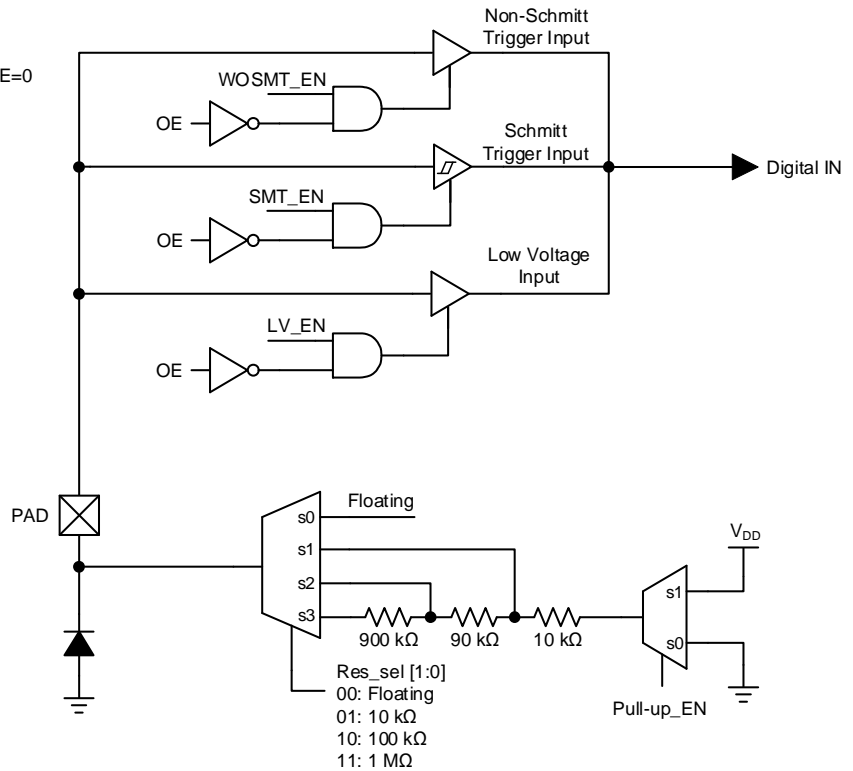 Non-Schmitt
Trigger Input
E=0
WOSMT_EN
OE
Schmitt
Trigger Input
Digital IN
SMT_EN
OE
Low Voltage
Input
LV_EN
OE
PAD
Floating
s0
s1
s2
s3
900 kΩ
90 kΩ
10 kΩ
VDD
s1
s0
Pull-up_EN
Res_sel [1:0]
00: Floating
01: 10 kΩ
10: 100 kΩ
11: 1 MΩ